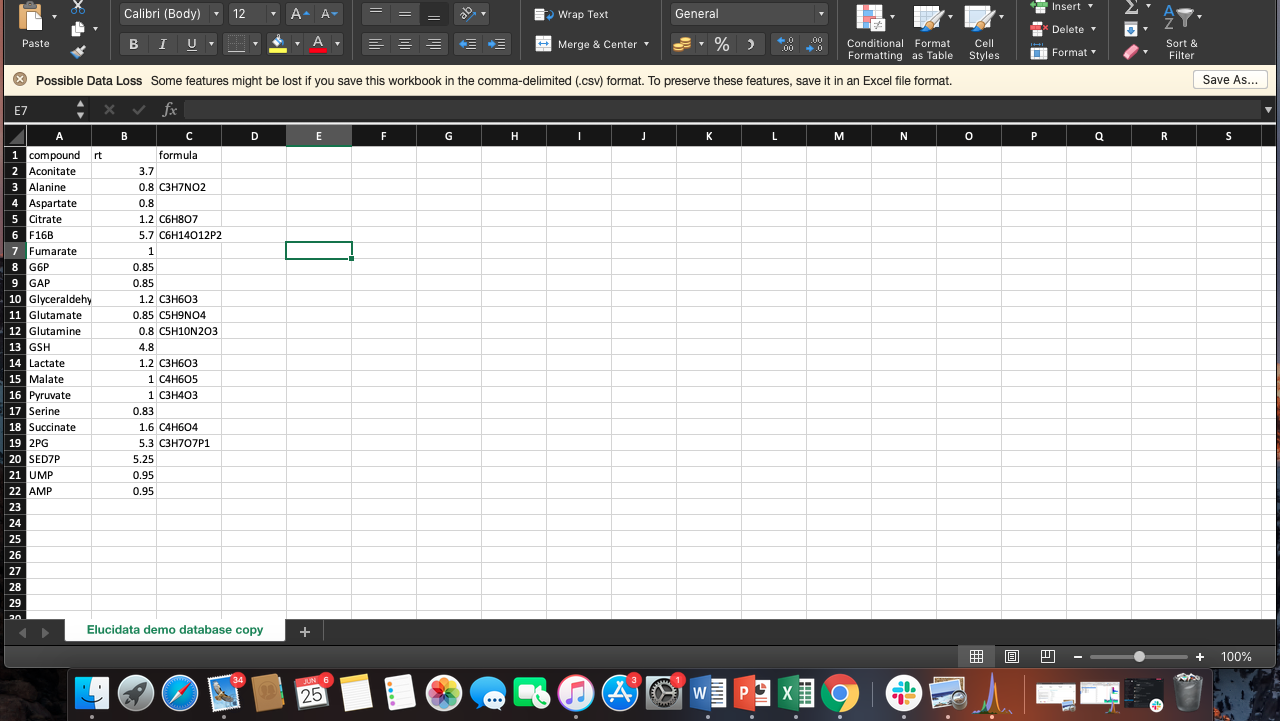 Calibri (Body) 12 A A Wrap Text General Insert
Paste B I U A Merge & Center % Conditional Formatting Format as Table Cell Styles Delete Format Sort & Filter
Possible Data Loss Some features might be lost if you save this workbook in the comma-delimited (.csv) format. To preserve these features, save it in an Excel file format. Save As...
E7 fx
A B C D E F G H I J K L M N O P Q R S
1 compound rt formula
2 Aconitate 3.7
3 Alanine 0.8 C3H7NO2
4 Aspartate 0.8
5 Citrate 1.2 C6H8O7
6 F16B 5.7 C6H14O12P2
7 Fumarate 1
8 G6P 0.85
9 GAP 0.85
10 Glyceraldehy 1.2 C3H6O3
11 Glutamate 0.85 C5H9NO4
12 Glutamine 0.8 C5H10N2O3
13 GSH 4.8
14 Lactate 1.2 C3H6O3
15 Malate 1 C4H6O5
16 Pyruvate 1 C3H4O3
17 Serine 0.83
18 Succinate 1.6 C4H6O4
19 2PG 5.3 C3H7O7P1
20 SED7P 5.25
21 UMP 0.95
22 AMP 0.95
23
24
25
26
27
28
29
30
Elucidata demo database copy +
100%
34 JUN 6 25 3 1 W P X